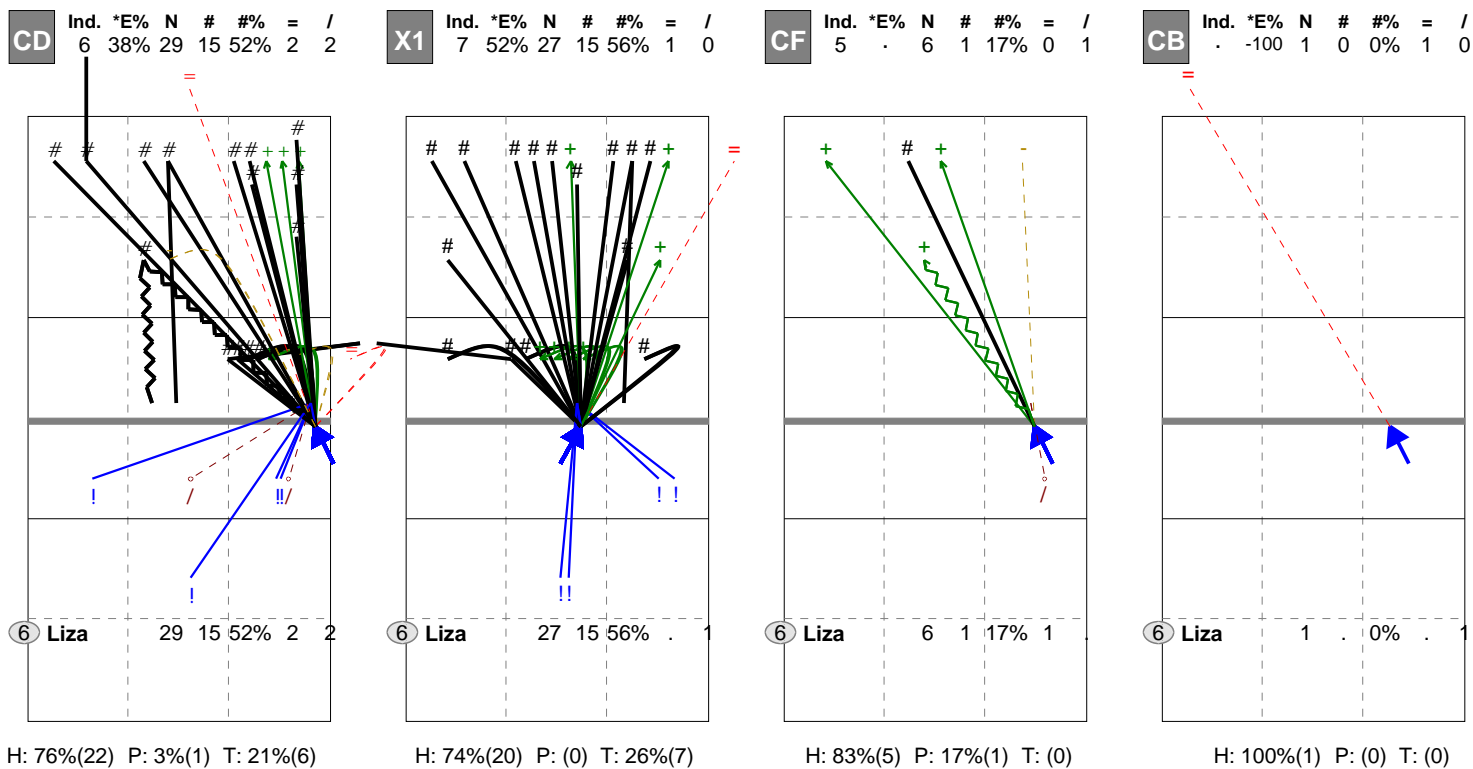 CD Ind. *E% N # #% = /
6 38% 29 15 52% 2 2
X1 Ind. *E% N # #% = /
7 52% 27 15 56% 1 0
CF Ind. *E% N # #% = /
5 . 6 1 17% 0 1
CB Ind. *E% N # #% = /
. -100 1 0 0% 1 0
6 Liza 29 15 52% 2 2
6 Liza 27 15 56% . 1
6 Liza 6 1 17% 1 .
6 Liza 1 . 0% . 1
H: 76%(22) P: 3%(1) T: 21%(6)
H: 74%(20) P: (0) T: 26%(7)
H: 83%(5) P: 17%(1) T: (0)
H: 100%(1) P: (0) T: (0)